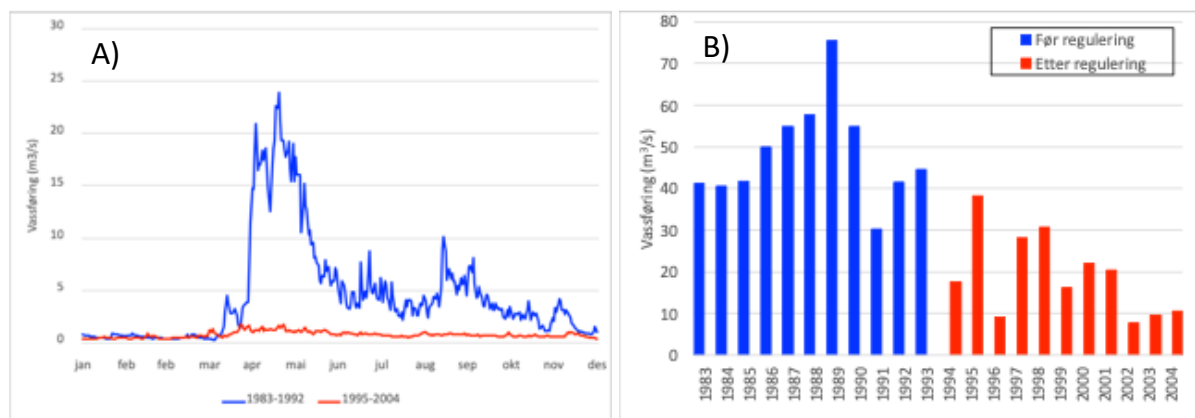 A)
Vassføring (m3/s)
30
25
20
15
10
5
0
jan feb feb mar apr mai jun jul aug sep okt nov des
1983-1992 1995-2004
B)
Før regulering
Etter regulering
Vassføring (m³/s)
80
70
60
50
40
30
20
10
0
1983 1984 1985 1986 1987 1988 1989 1990 1991 1992 1993 1994 1995 1996 1997 1998 1999 2000 2001 2002 2003 2004